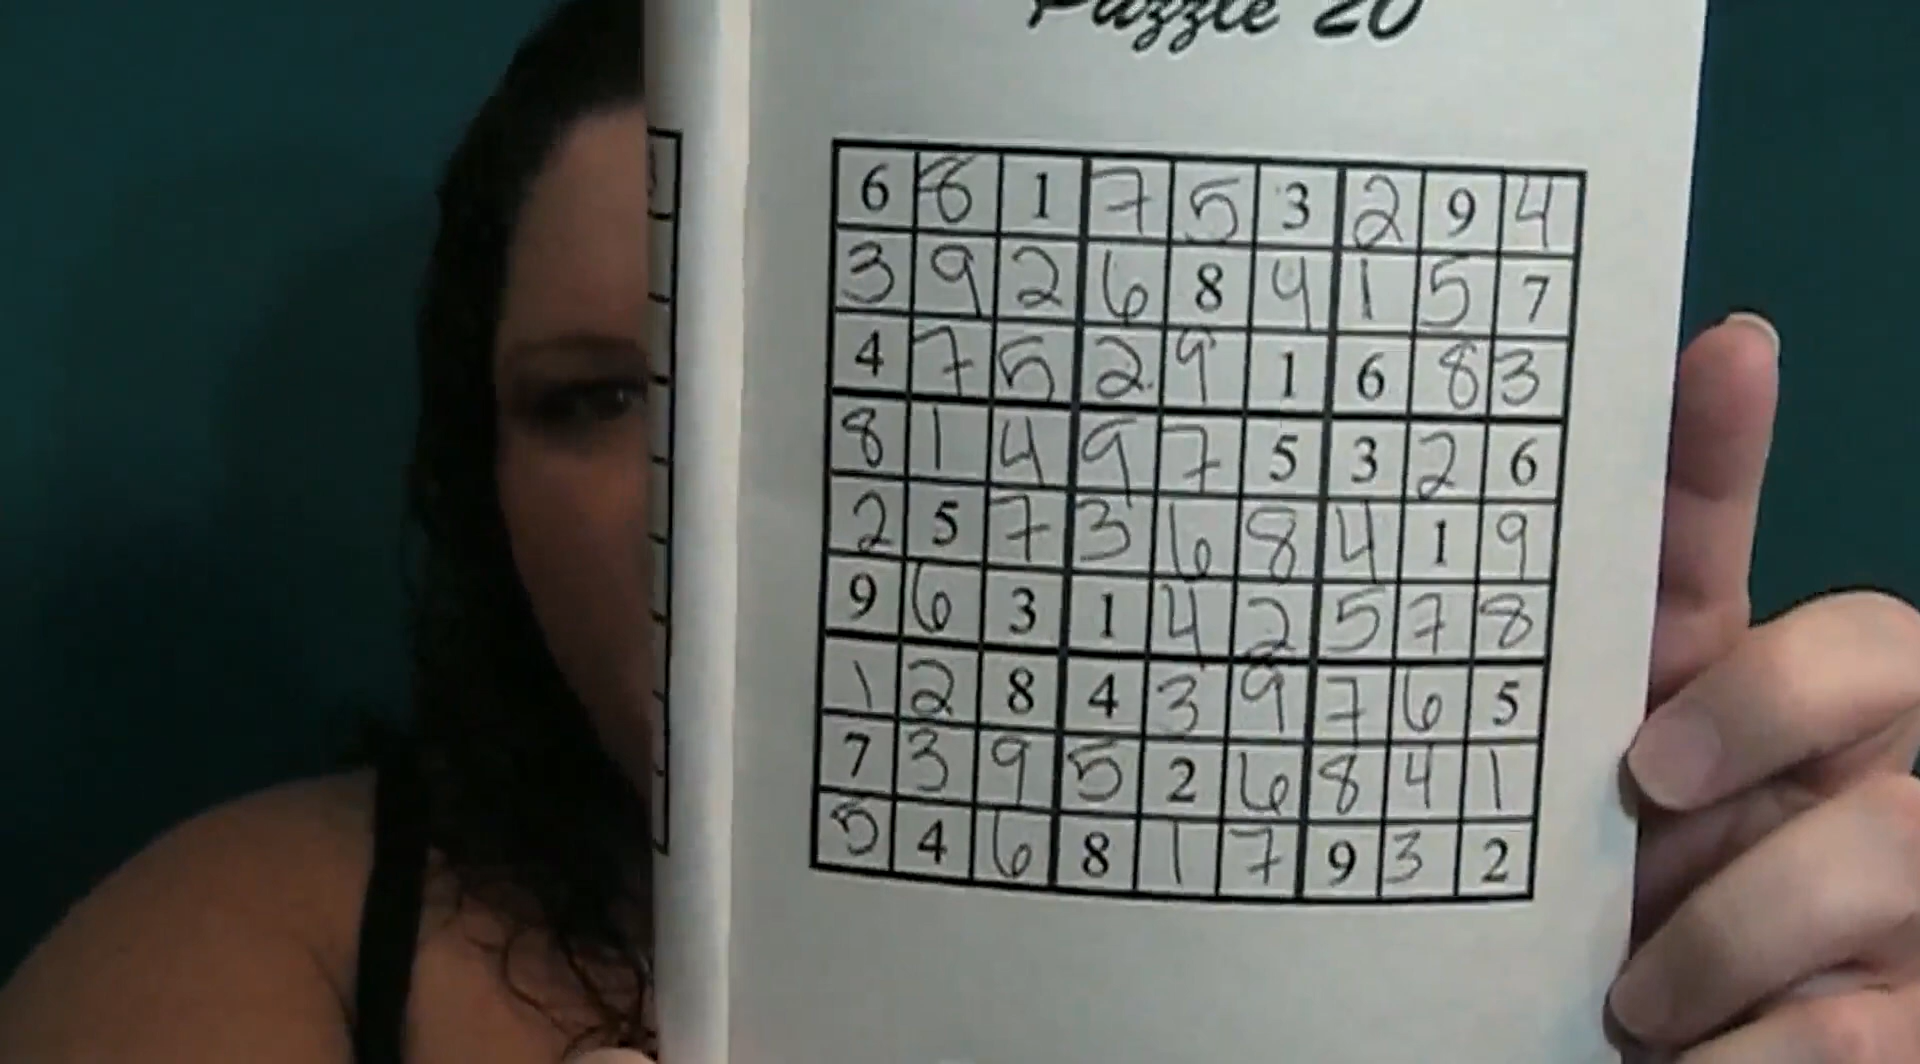 Puzzle 20
6 8 1 7 5 3 2 9 4
3 9 2 6 8 4 1 5 7
4 7 5 2 9 1 6 8 3
8 1 4 9 7 5 3 2 6
2 5 7 3 6 8 4 1 9
9 6 3 1 4 2 5 7 8
1 2 8 4 3 9 7 6 5
7 3 9 5 2 6 8 4 1
5 4 6 8 1 7 9 3 2